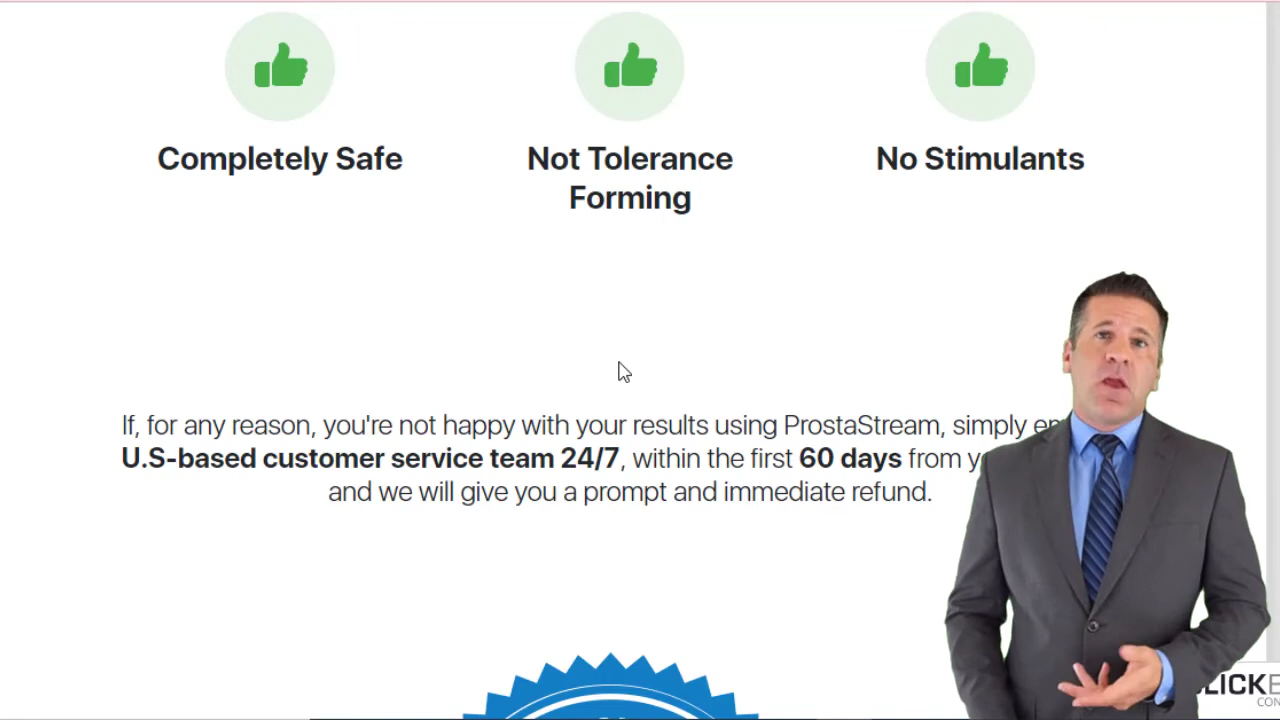 Completely Safe
Not Tolerance
Forming
No Stimulants
If, for any reason, you're not happy with your results using ProstaStream, simply
U.S-based customer service team 24/7, within the first 60 days from
and we will give you a prompt and immediate refund.